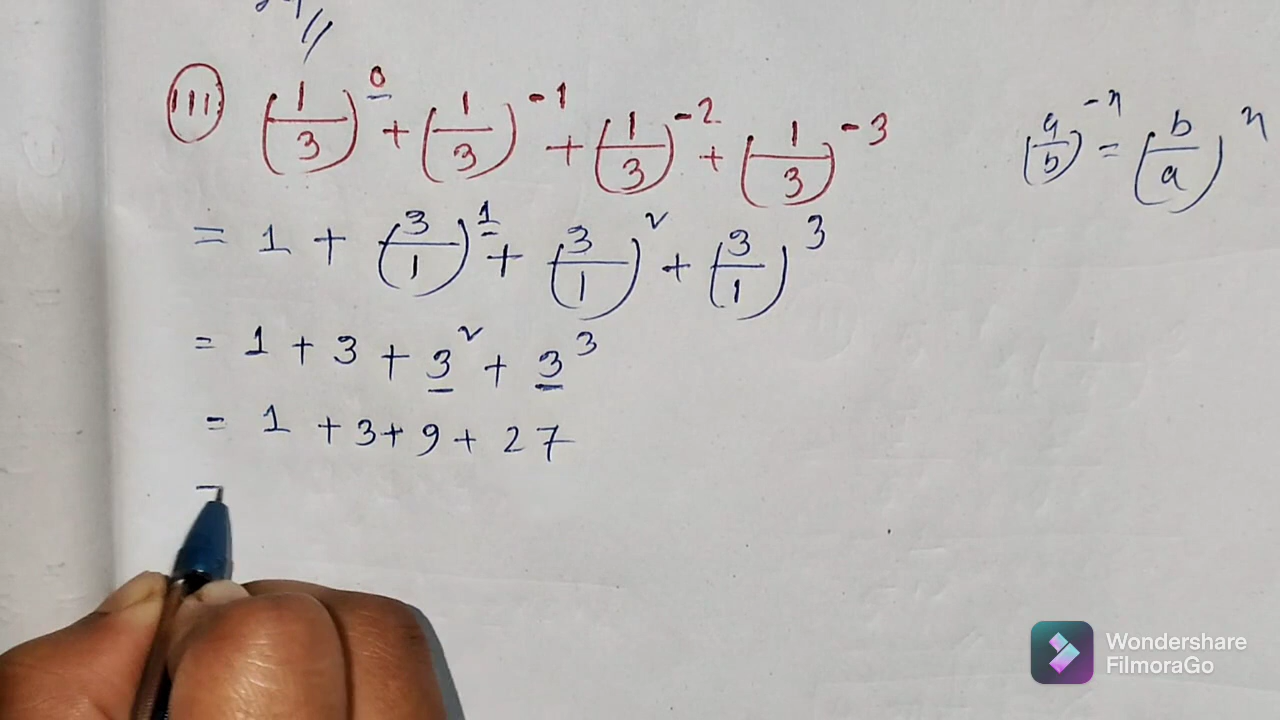 (iii) (1/3)^0 + (1/3)^-1 + (1/3)^-2 + (1/3)^-3
(a/b)^-n = (b/a)^n
= 1 + (3/1)^1 + (3/1)^2 + (3/1)^3
= 1 + 3 + 3^2 + 3^3
= 1 + 3 + 9 + 27
Wondershare
FilmoraGo